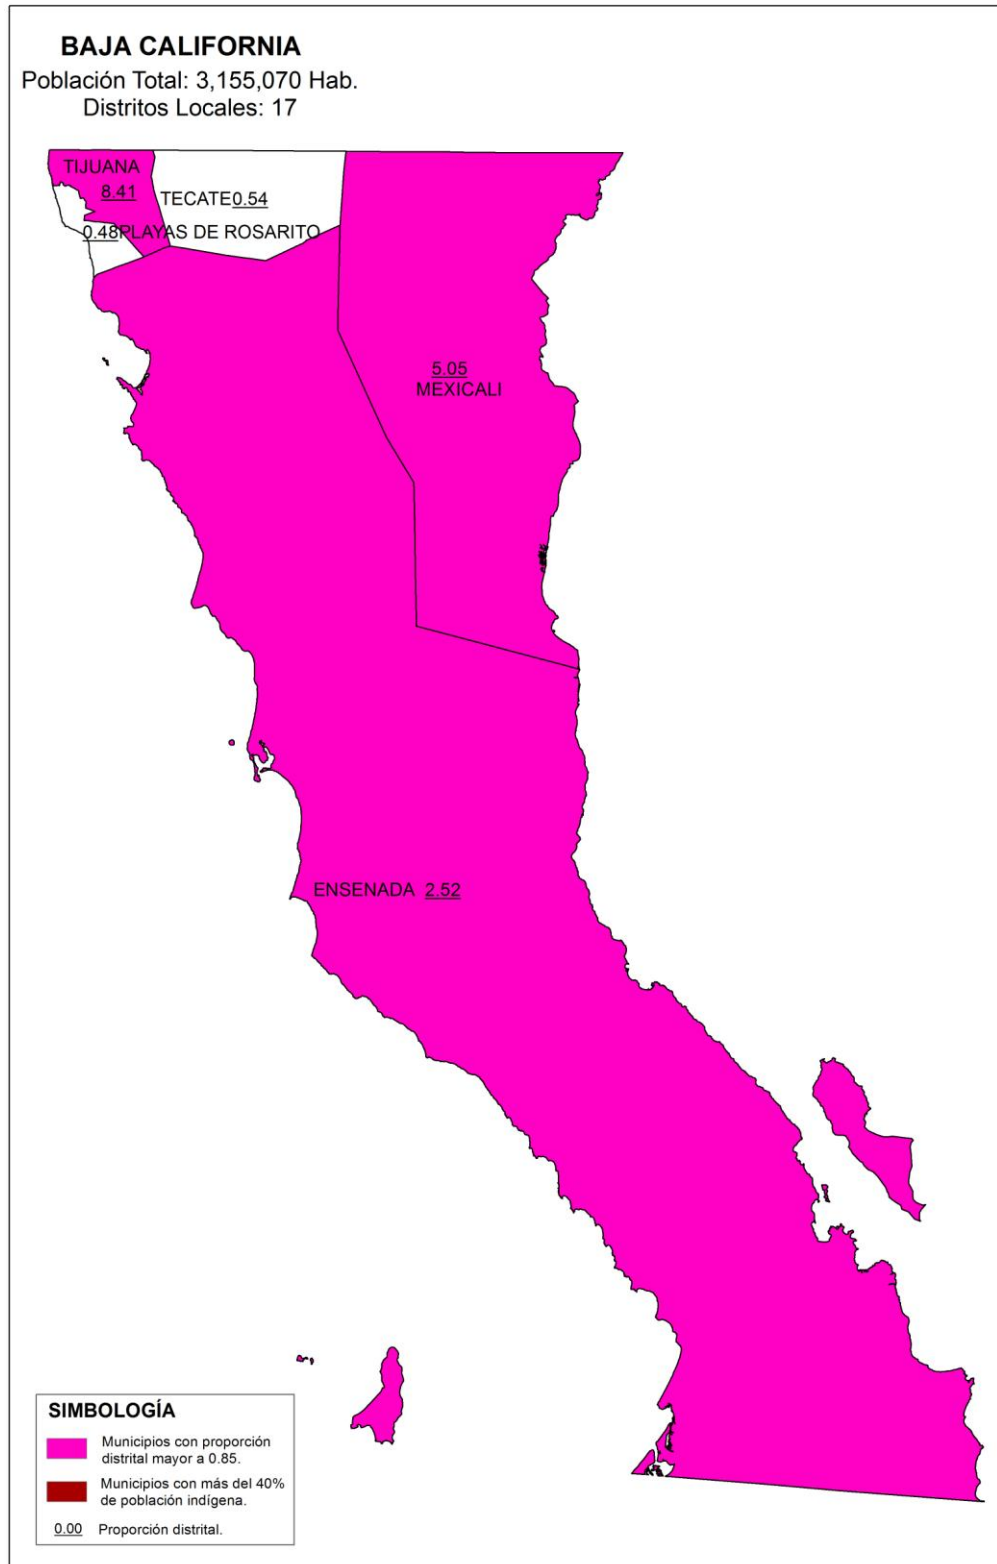 BAJA CALIFORNIA
Población Total: 3,155,070 Hab.
Distritos Locales: 17
TIJUANA
8.41
TECATE0.54
0.48PLAYAS DE ROSARITO
5.05
MEXICALI
ENSENADA 2.52
SIMBOLOGÍA
Municipios con proporción
distrital mayor a 0.85.
Municipios con más del 40%
de población indígena.
0.00 Proporción distrital.